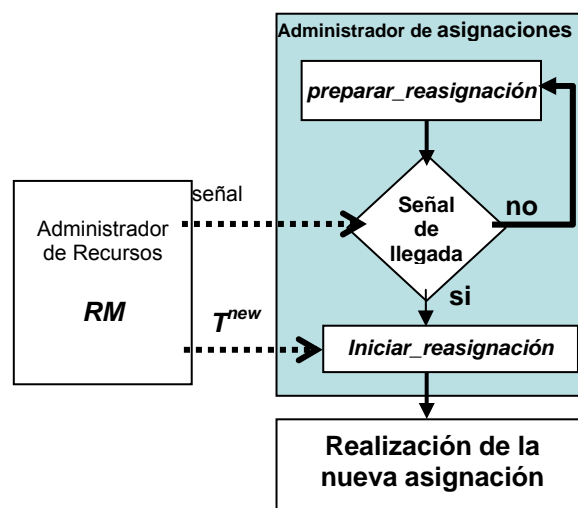 Administrador de asignaciones
preparar_reasignación
señal
Señal
de
llegada
no
si
Administrador
de Recursos
RM
T^new
Iniciar_reasignación
Realización de la
nueva asignación